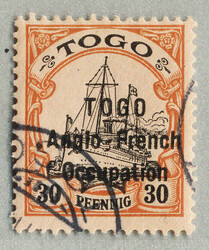 TOGO
TOGO
Anglo-French
Occupation
30 30
PFENNIG